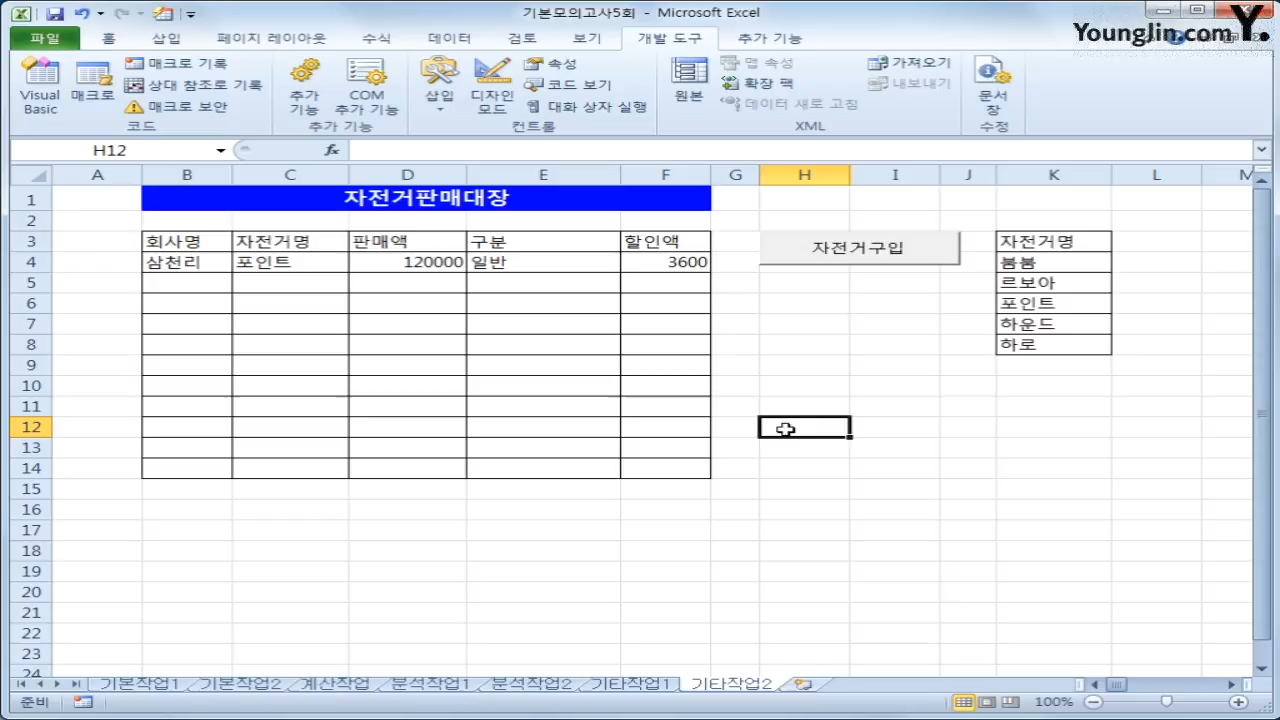 기본모의고사5회 - Microsoft Excel
YoungJin.com Y.
파일 홈 삽입 페이지 레이아웃 수식 데이터 검토 보기 개발 도구 추가 기능
Visual Basic
매크로
매크로 기록
상대 참조로 기록
매크로 보안
코드
추가 기능
COM 추가 기능
추가 기능
삽입
디자인 모드
속성
코드 보기
대화 상자 실행
컨트롤
원본
맵 속성
확장 팩
데이터 새로 고침
가져오기
내보내기
XML
문서 창
수정
H12 fx
A B C D E F G H I J K L M
1 자전거판매대장
2
3 회사명 자전거명 판매액 구분 할인액 자전거구입 자전거명
4 삼천리 포인트 120000 일반 3600 붐붐
5 르보아
6 포인트
7 하운드
8 하로
9
10
11
12
13
14
15
16
17
18
19
20
21
22
23
24
기본작업1 기본작업2 계산작업 분석작업1 분석작업2 기타작업1 기타작업2
준비 100%